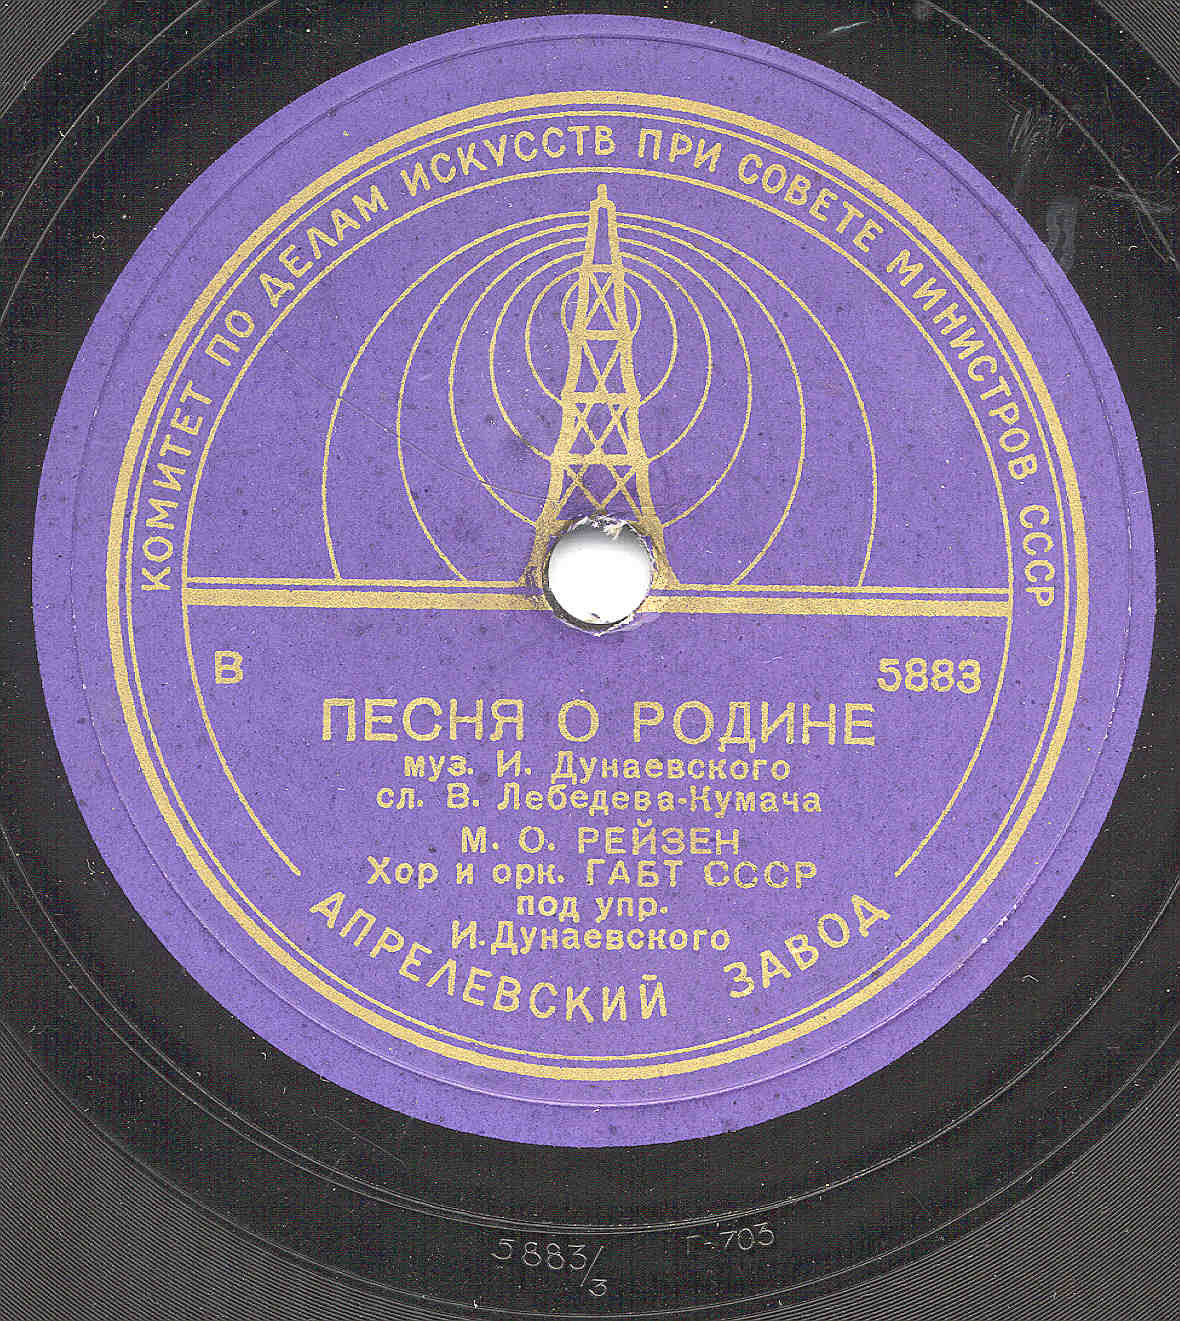 КОМИТЕТ ПО ДЕЛАМ ИСКУССТВ ПРИ СОВЕТЕ МИНИСТРОВ СССР
В 5883
ПЕСНЯ О РОДИНЕ
муз. И. Дунаевского
сл. В. Лебедева-Кумача
М. О. РЕЙЗЕН
Хор и орк. ГАБТ СССР
под упр.
И. Дунаевского
АПРЕЛЕВСКИЙ ЗАВОД
5883/3 Г-703